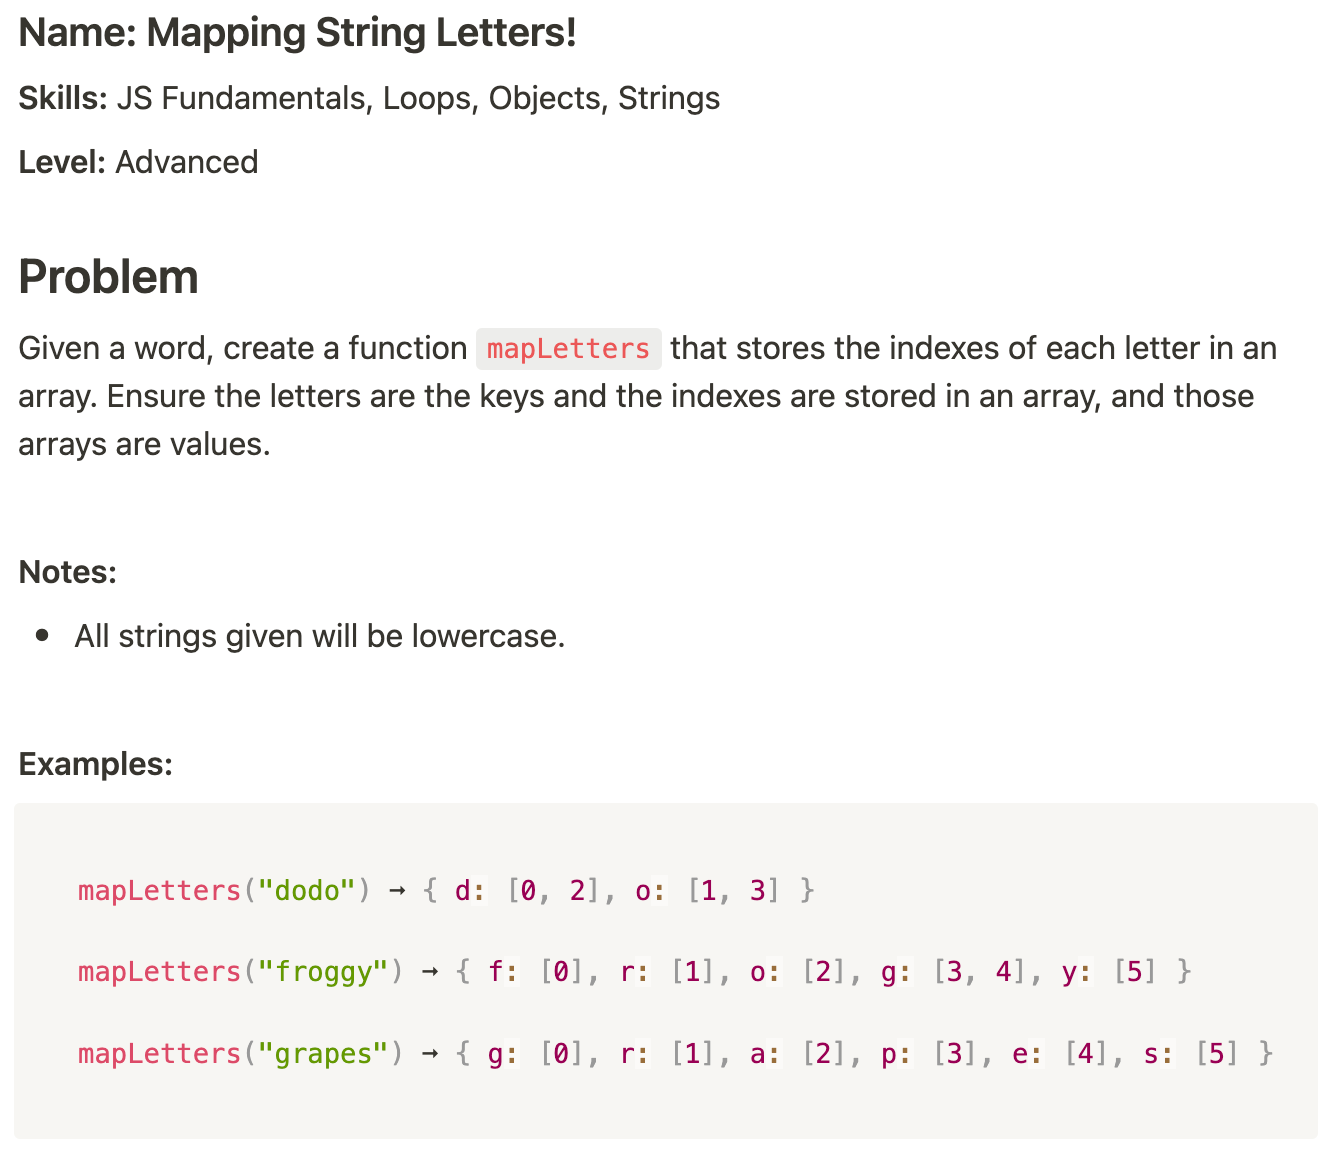 Name: Mapping String Letters!
Skills: JS Fundamentals, Loops, Objects, Strings
Level: Advanced
Problem
Given a word, create a function mapLetters that stores the indexes of each letter in an
array. Ensure the letters are the keys and the indexes are stored in an array, and those
arrays are values.
Notes:
• All strings given will be lowercase.
Examples:
mapLetters("dodo") ➞ { d: [0, 2], o: [1, 3] }
mapLetters("froggy") ➞ { f: [0], r: [1], o: [2], g: [3, 4], y: [5] }
mapLetters("grapes") ➞ { g: [0], r: [1], a: [2], p: [3], e: [4], s: [5] }